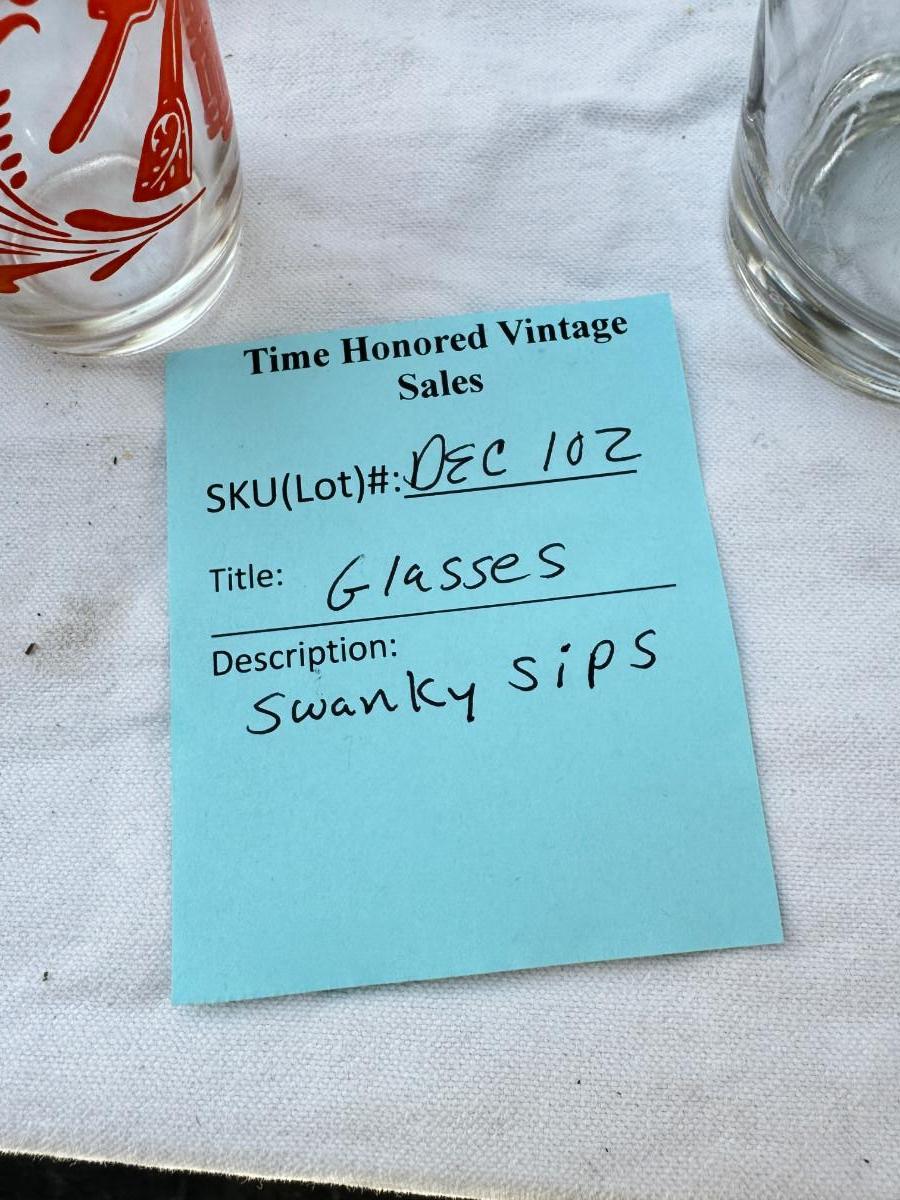 Time Honored Vintage
Sales
SKU(Lot)#: DEC 102
Title: Glasses
Description:
Swanky Sips